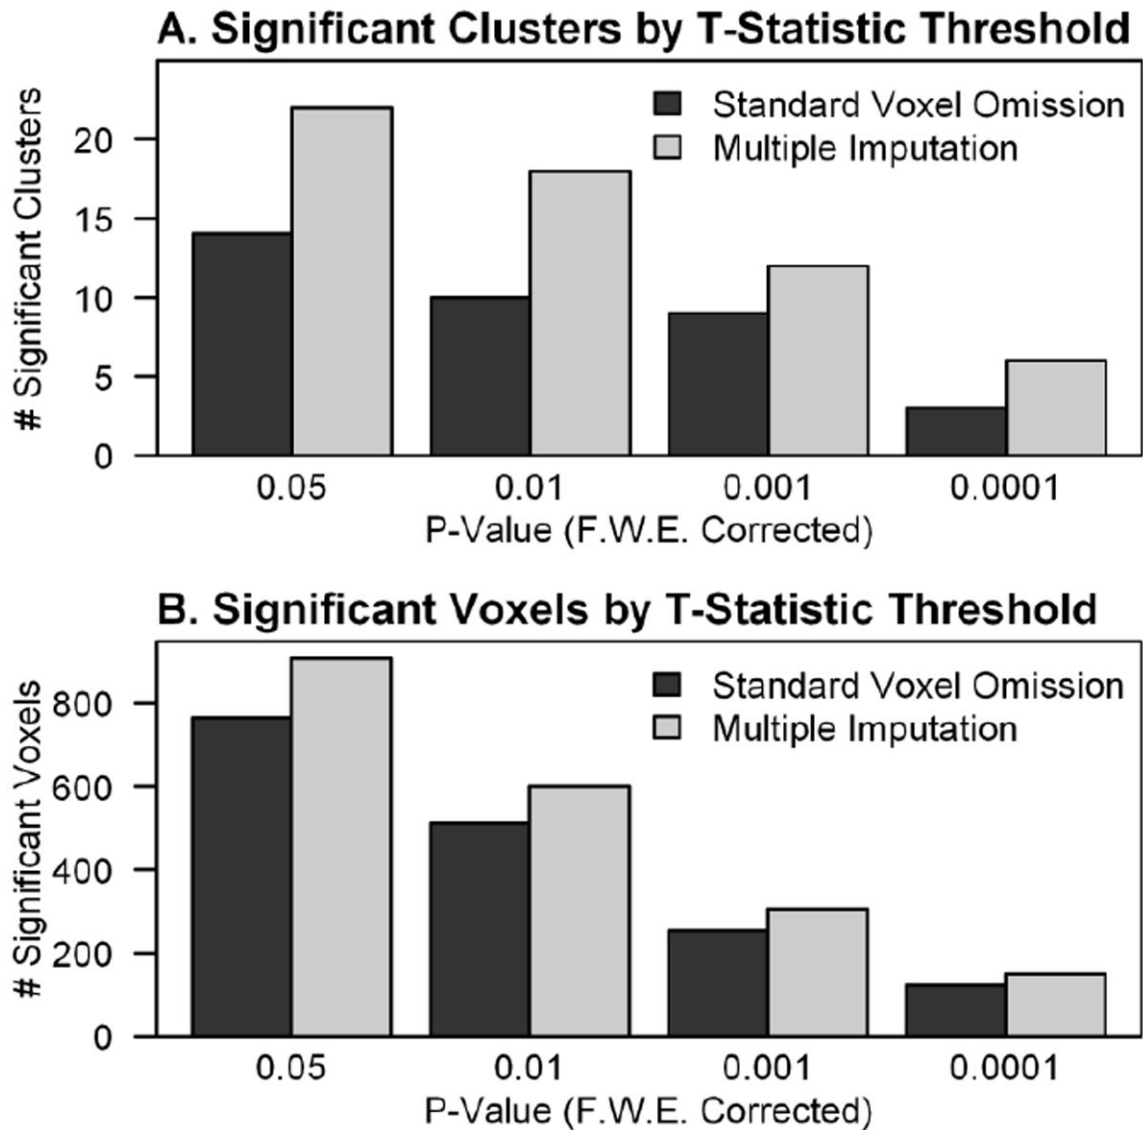 A. Significant Clusters by T-Statistic Threshold
Standard Voxel Omission
Multiple Imputation
# Significant Clusters
20
15
10
5
0
0.05 0.01 0.001 0.0001
P-Value (F.W.E. Corrected)
B. Significant Voxels by T-Statistic Threshold
Standard Voxel Omission
Multiple Imputation
# Significant Voxels
800
600
400
200
0
0.05 0.01 0.001 0.0001
P-Value (F.W.E. Corrected)